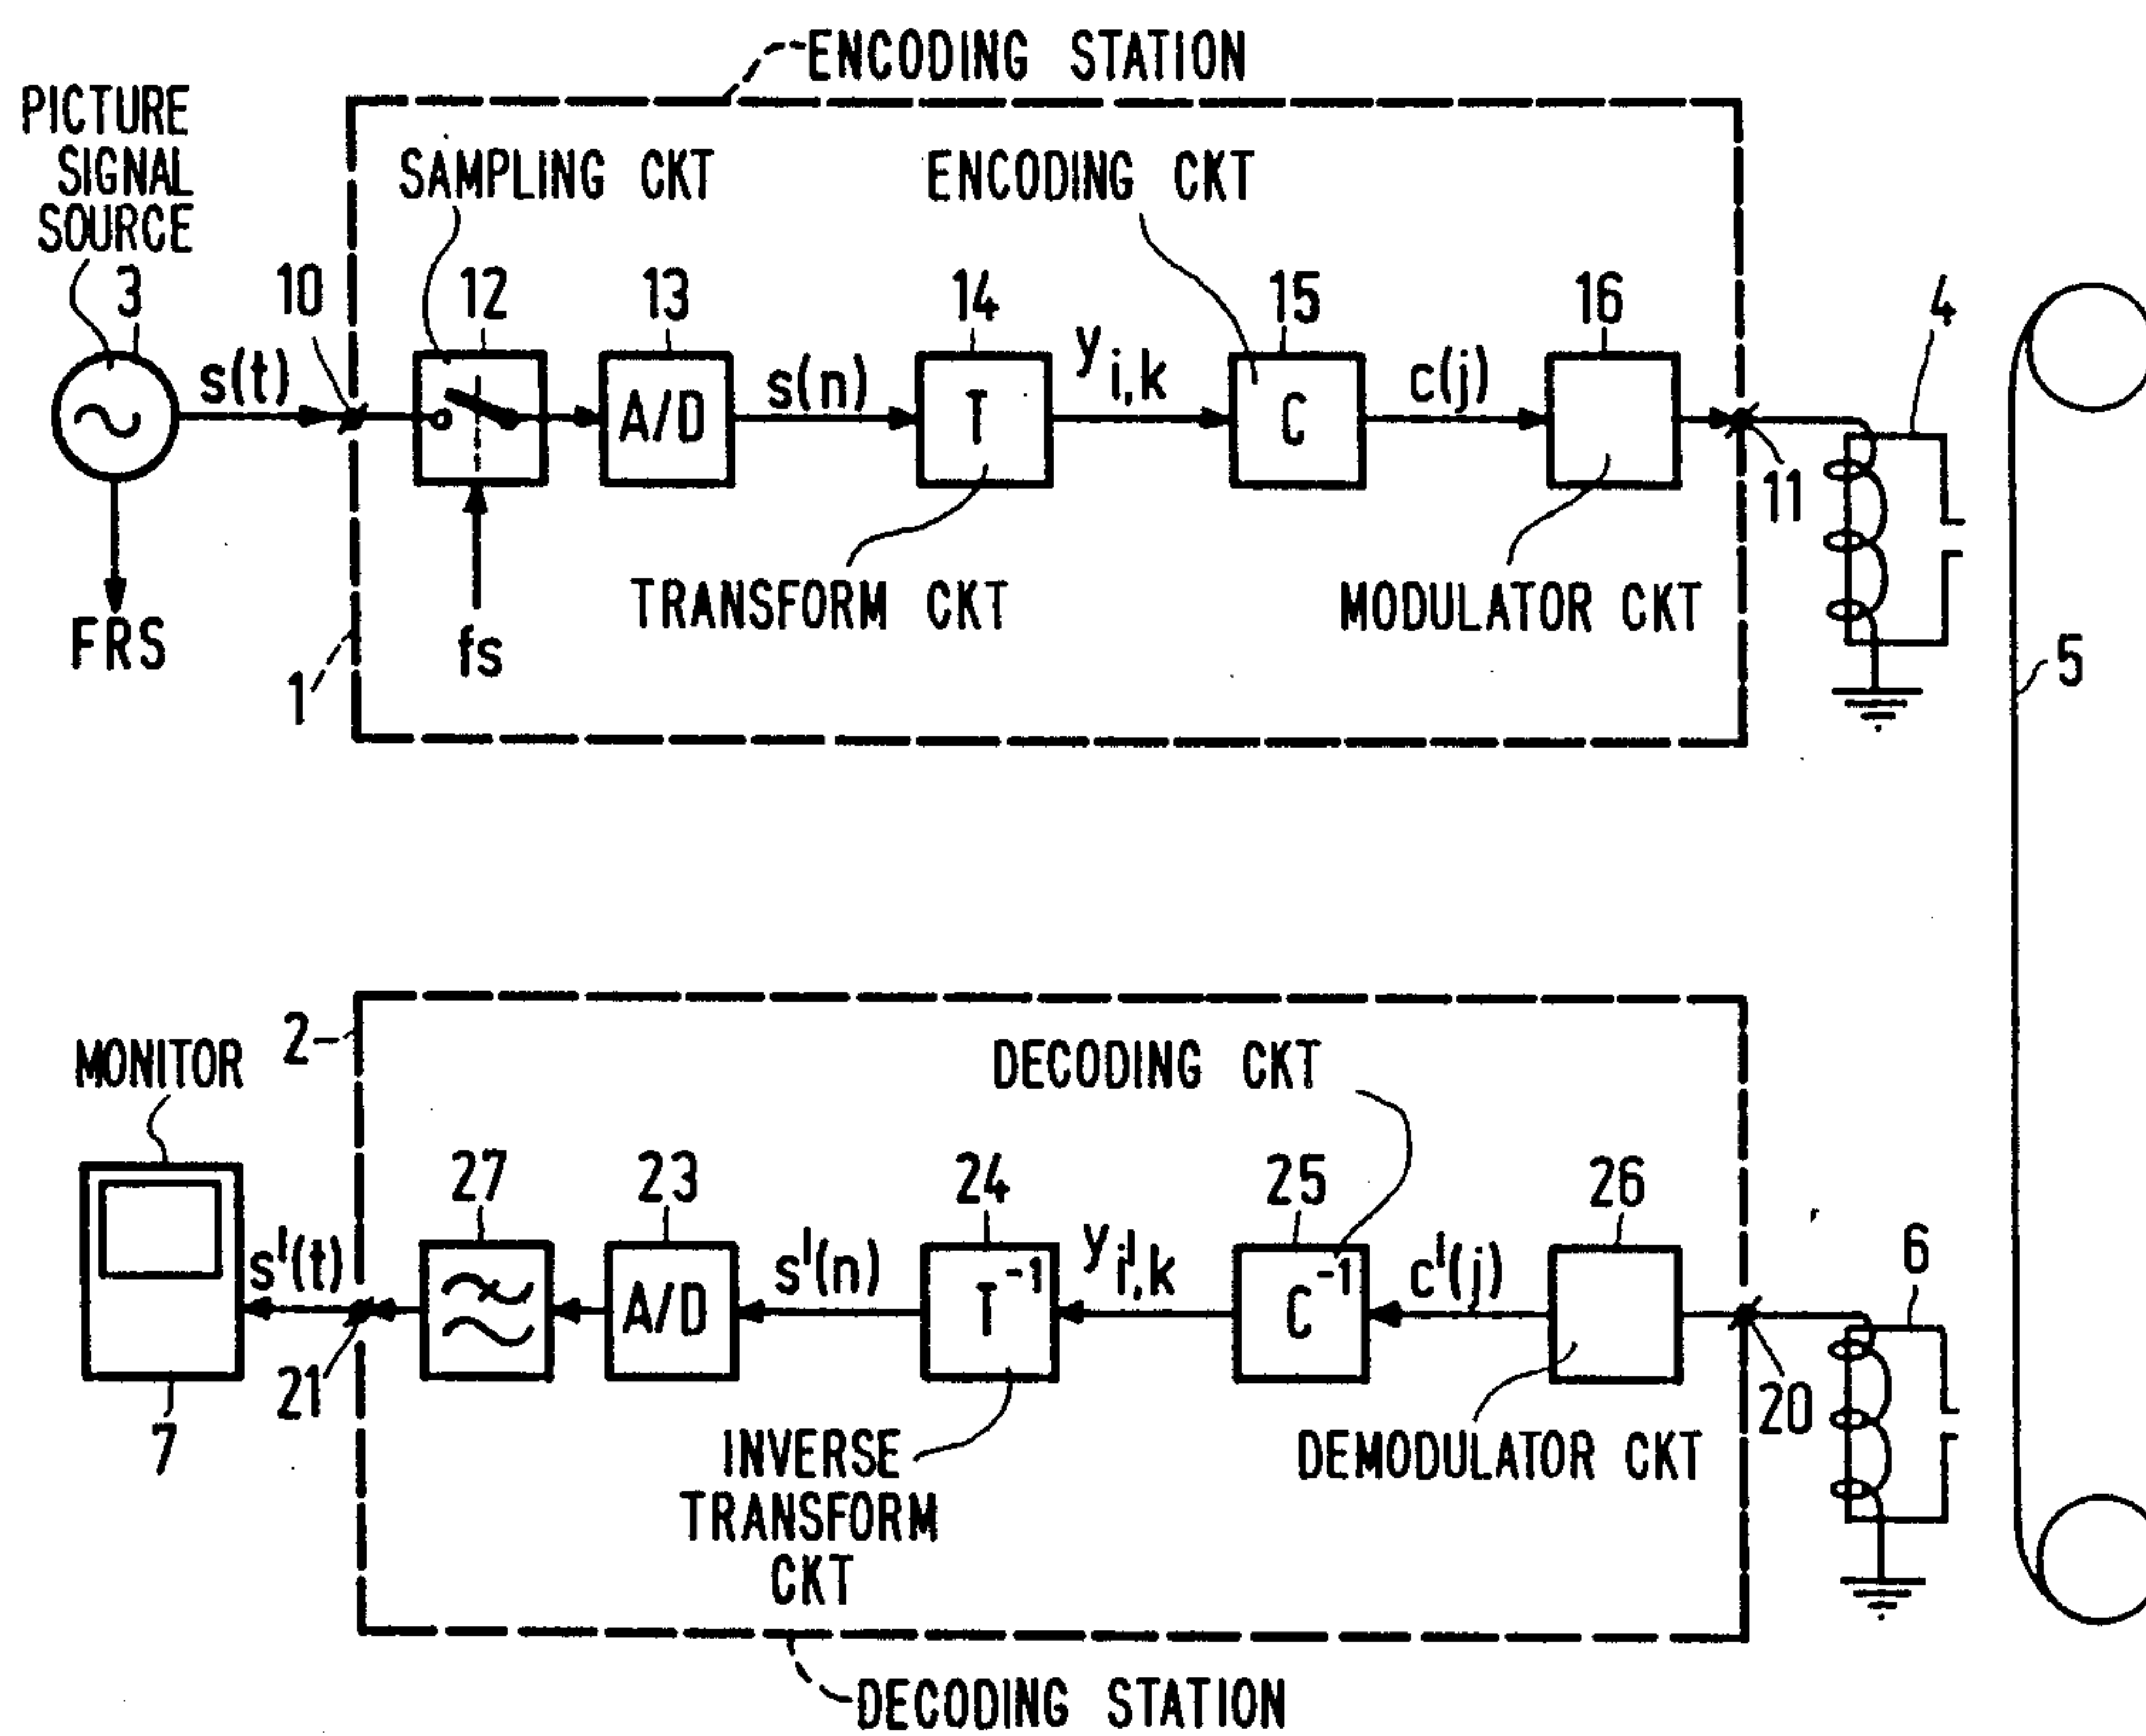 ENCODING STATION
PICTURE
SIGNAL
SOURCE
SAMPLING CKT
ENCODING CKT
3
10
12
13
14
15
16
4
s(t)
s(n)
y i,k
c(j)
A/D
T
C
11
FRS
fs
TRANSFORM CKT
MODULATOR CKT
1
5
2
MONITOR
DECODING CKT
27
23
24
25
26
6
s'(t)
s'(n)
y' i,k
c'(j)
A/D
T-1
C-1
21
20
7
INVERSE
TRANSFORM
CKT
DEMODULATOR CKT
DECODING STATION